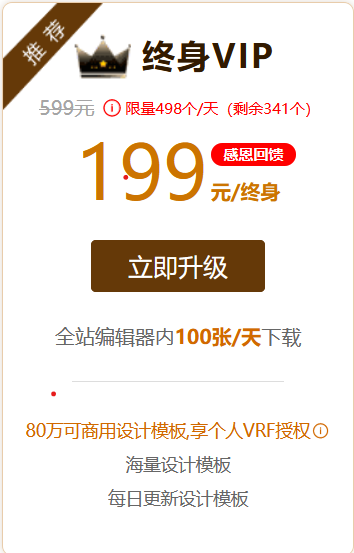 推荐
终身VIP
599元 限量498个/天（剩余341个）
199 感恩回馈
元/终身
立即升级
全站编辑器内100张/天下载
80万可商用设计模板,享个人VRF授权
海量设计模板
每日更新设计模板